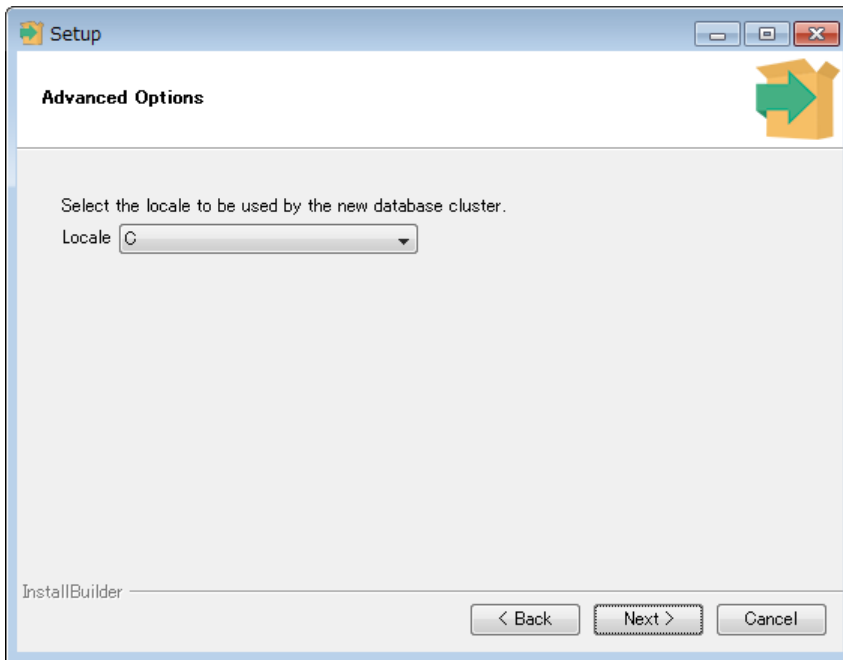 Setup
Advanced Options
Select the locale to be used by the new database cluster.
Locale C
InstallBuilder
< Back Next > Cancel